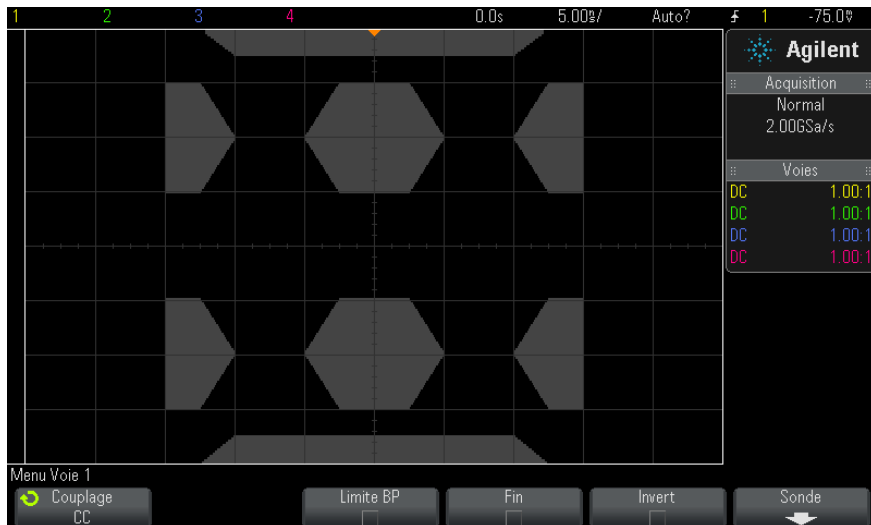 1 2 3 4 0.0s 5.00ns/ Auto? 1 -75.0V
Agilent
Acquisition
Normal
2.00GSa/s
Voies
DC 1.00:1
DC 1.00:1
DC 1.00:1
DC 1.00:1
Menu Voie 1
Couplage Limite BP Fin Invert Sonde
CC